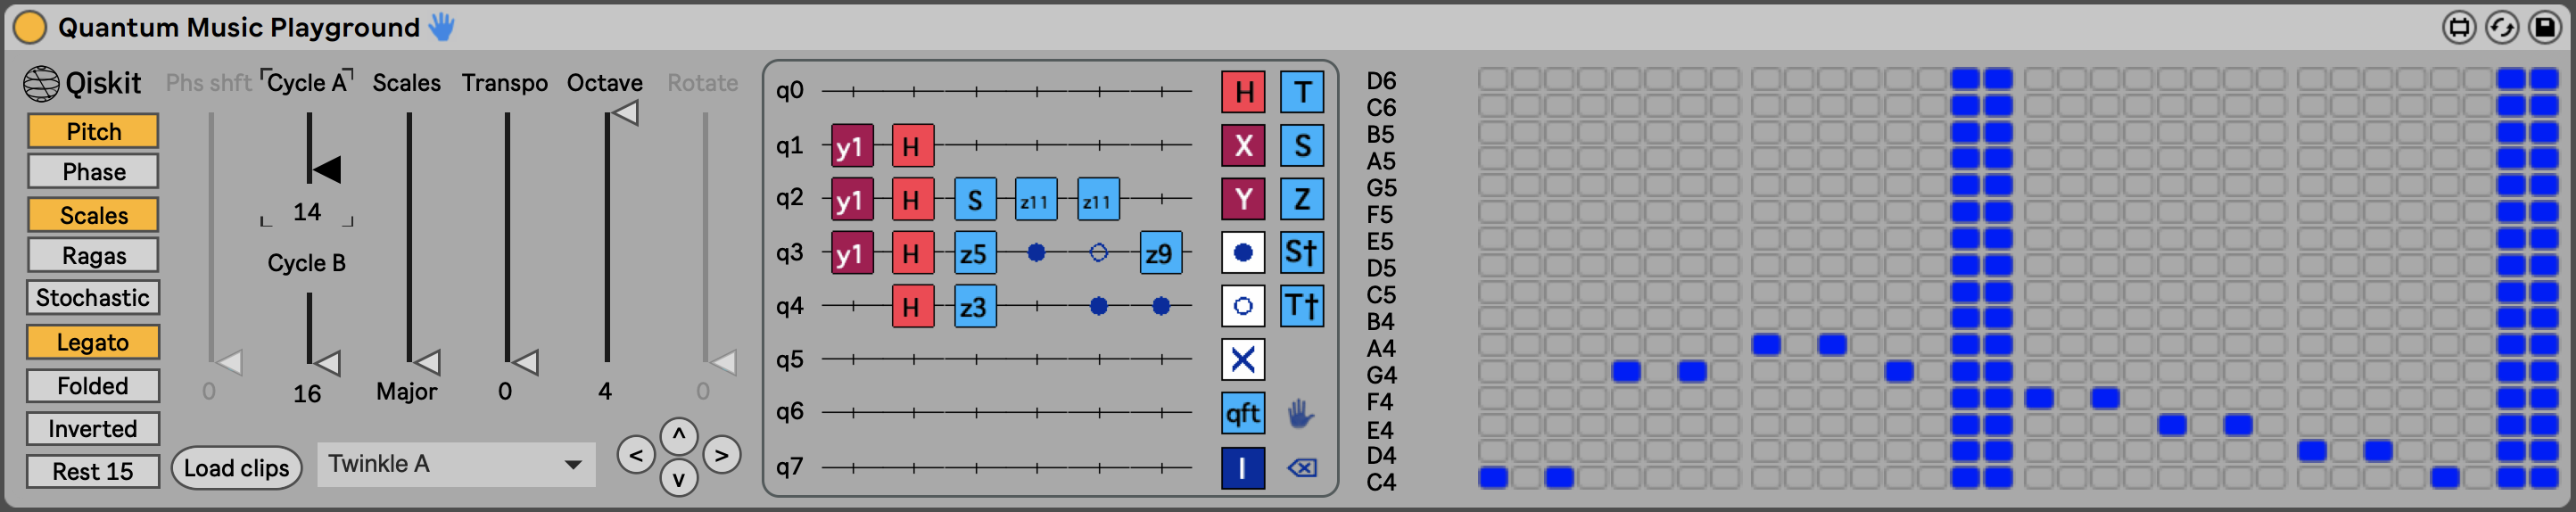 Quantum Music Playground
Qiskit
Phs shft Cycle A Scales Transpo Octave Rotate
Pitch
Phase
Scales
Ragas
Stochastic
Legato
Folded
Inverted
Rest 15
14
Cycle B
0 16 Major 0 4 0
Load clips
Twinkle A
< ^ v >
q0
q1 y1 H
q2 y1 H S z11 z11
q3 y1 H z5 z9
q4 H z3
q5
q6
q7
H T
X S
Y Z
S†
T†
qft
I
D6
C6
B5
A5
G5
F5
E5
D5
C5
B4
A4
G4
F4
E4
D4
C4